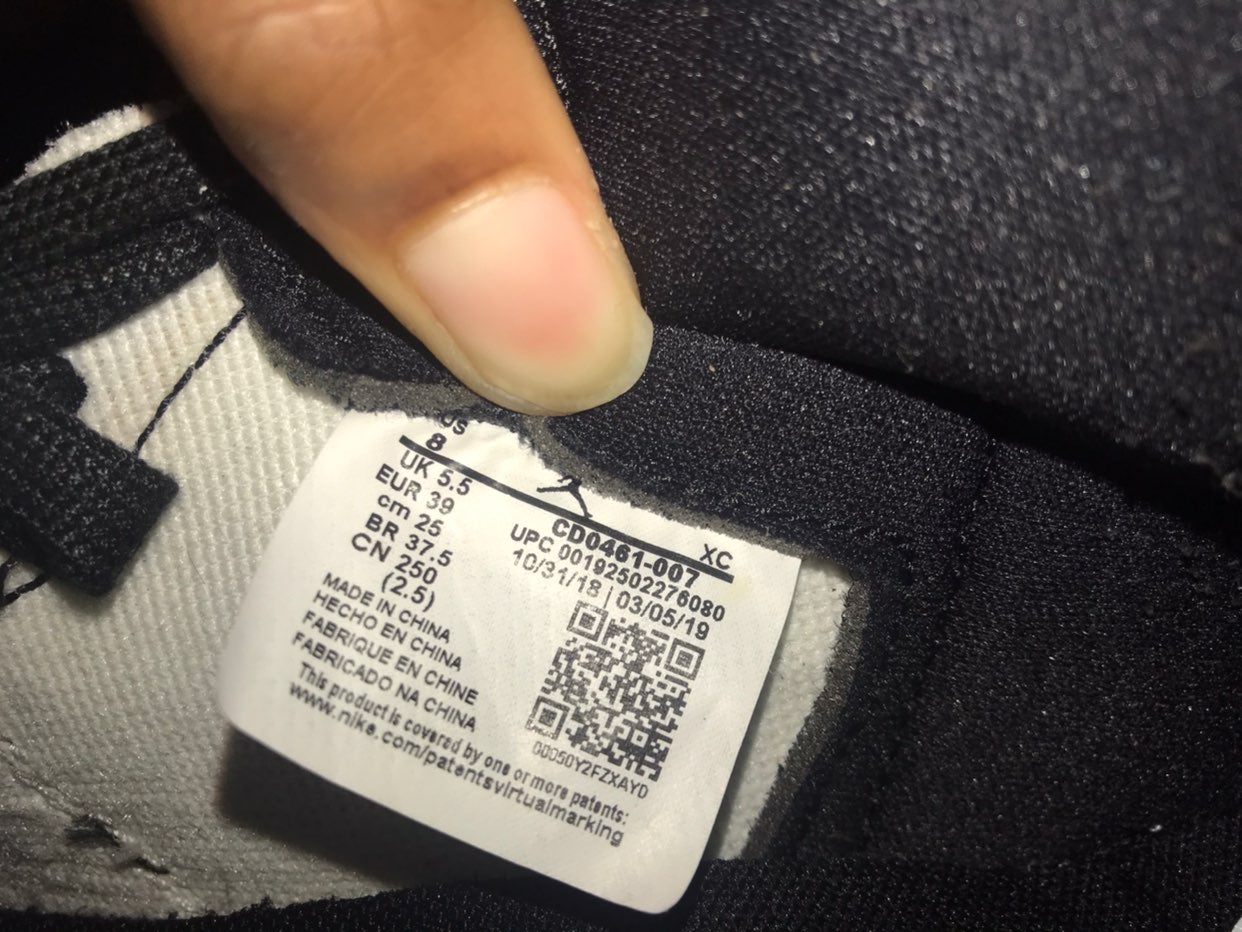 US
8
UK 5.5
EUR 39
cm 25
BR 37.5
CN 250
(2.5)
XC
CD0461-007
UPC 00192502276080
10/31/18 | 03/05/19
MADE IN CHINA
HECHO EN CHINA
FABRIQUE EN CHINE
FABRICADO NA CHINA
00050Y2FZXAYD
This product is covered by one or more patents:
www.nike.com/patentsvirtualmarking